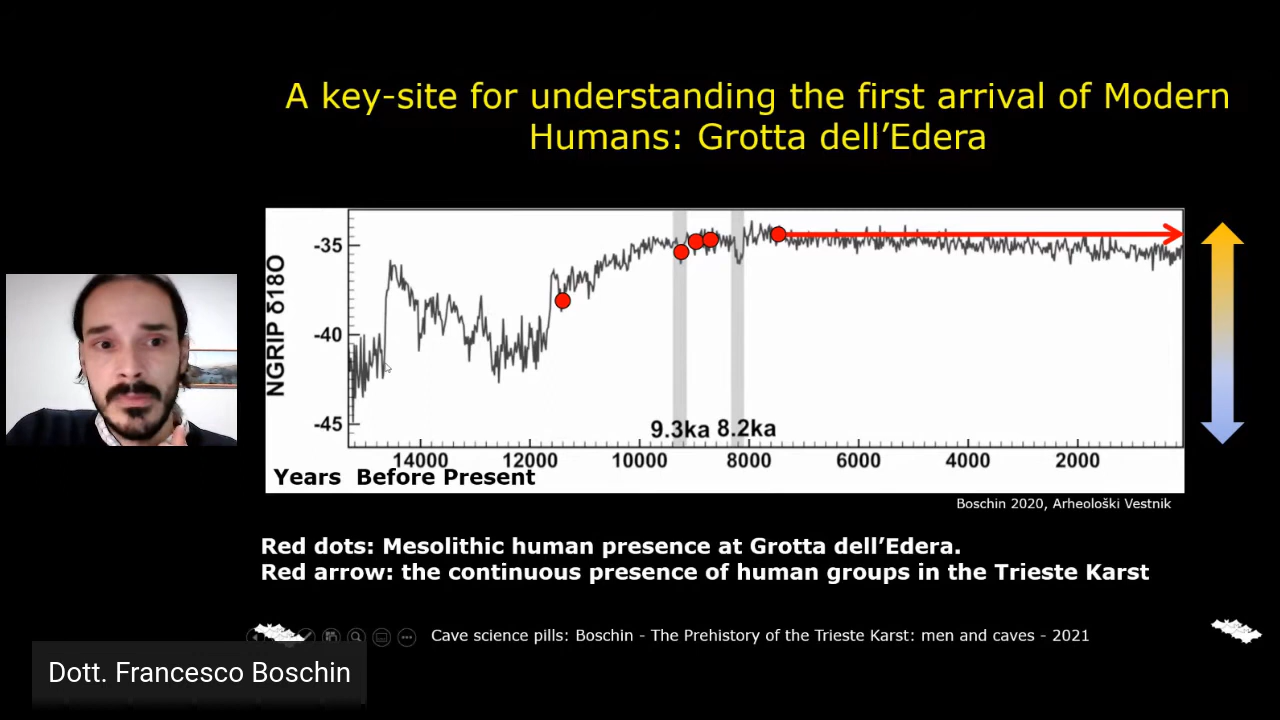 A key-site for understanding the first arrival of Modern
Humans: Grotta dell’Edera
NGRIP δ18O
-35
-40
-45
9.3ka 8.2ka
14000 12000 10000 8000 6000 4000 2000
Years Before Present
Boschin 2020, Arheološki Vestnik
Red dots: Mesolithic human presence at Grotta dell’Edera.
Red arrow: the continuous presence of human groups in the Trieste Karst
Cave science pills: Boschin - The Prehistory of the Trieste Karst: men and caves - 2021
Dott. Francesco Boschin